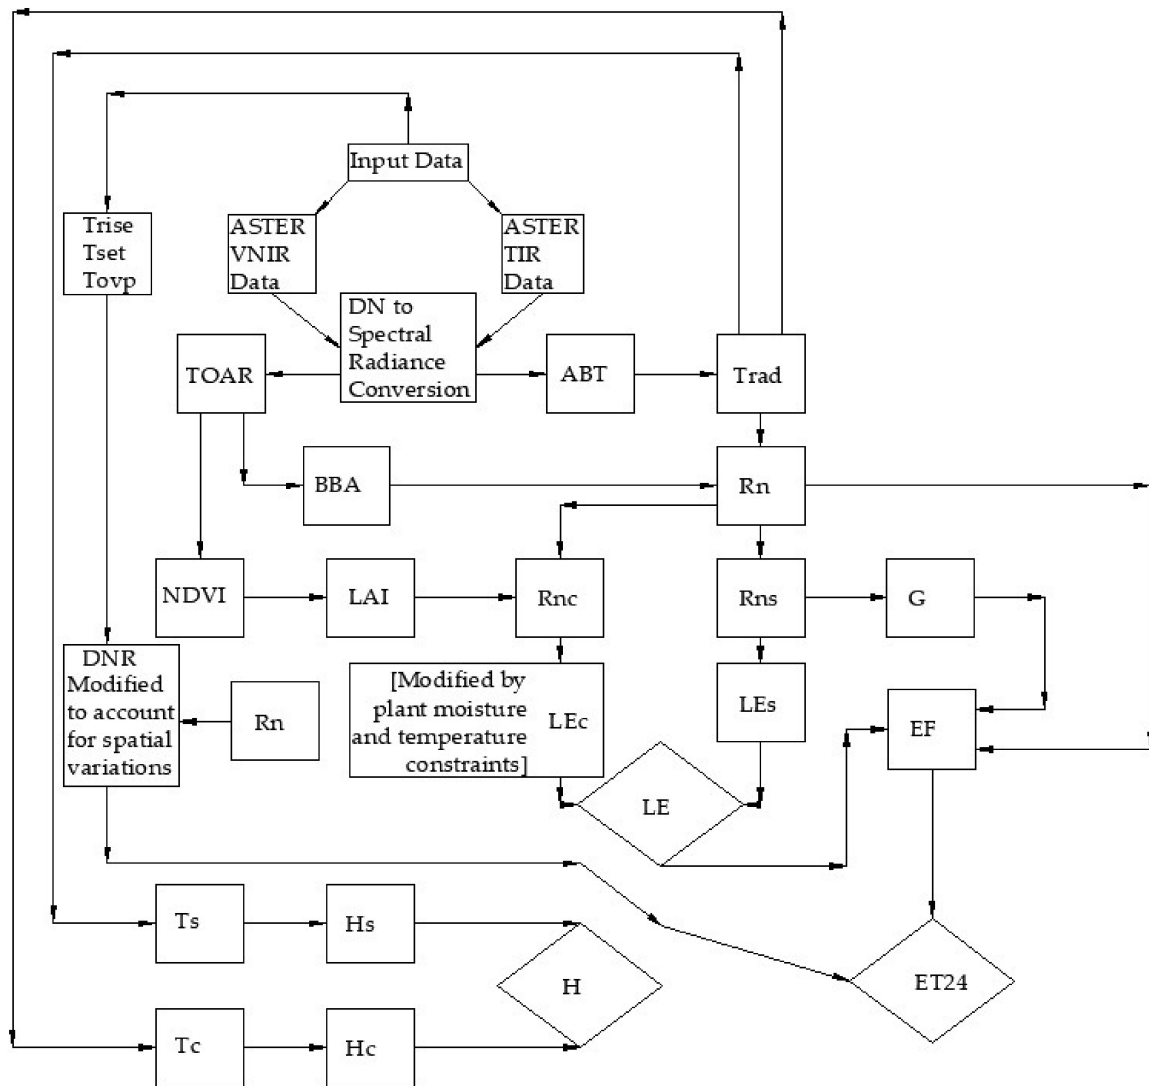 Input Data
Trise
Tset
Tovp
ASTER
VNIR
Data
ASTER
TIR
Data
DN to
Spectral
Radiance
Conversion
TOAR
ABT
Trad
BBA
Rn
NDVI
LAI
Rnc
Rns
G
DNR
Modified
to account
for spatial
variations
Rn
[Modified by
plant moisture
and temperature
constraints]
LEc
LEs
EF
LE
Ts
Hs
H
ET24
Tc
Hc